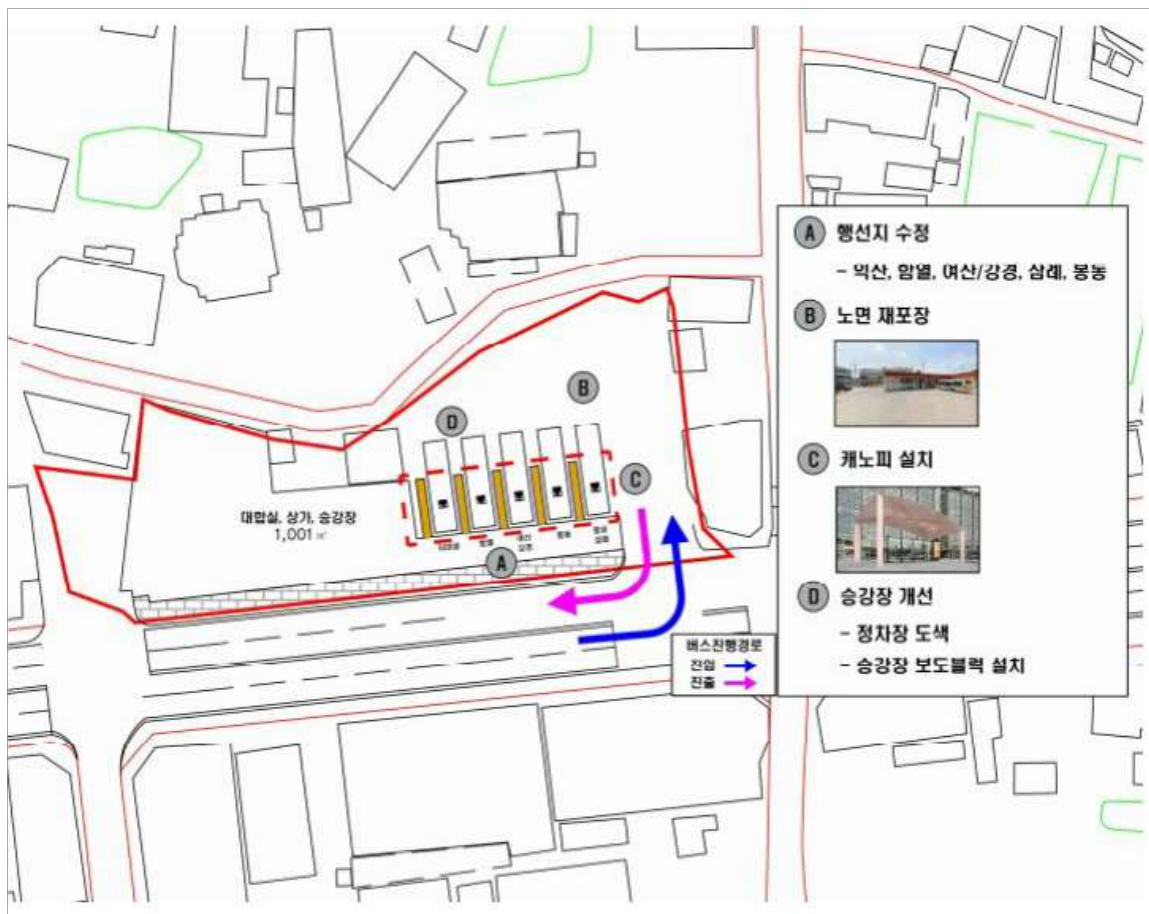 A 행선지 수정
- 익산, 함열, 여산/강경, 삼례, 봉동
B 노면 재포장
C 캐노피 설치
D 승강장 개선
- 정차장 도색
- 승강장 보도블럭 설치
B
D
C
대합실, 상가, 승강장
1,001 ㎡
A
버스진행경로
진입
진출